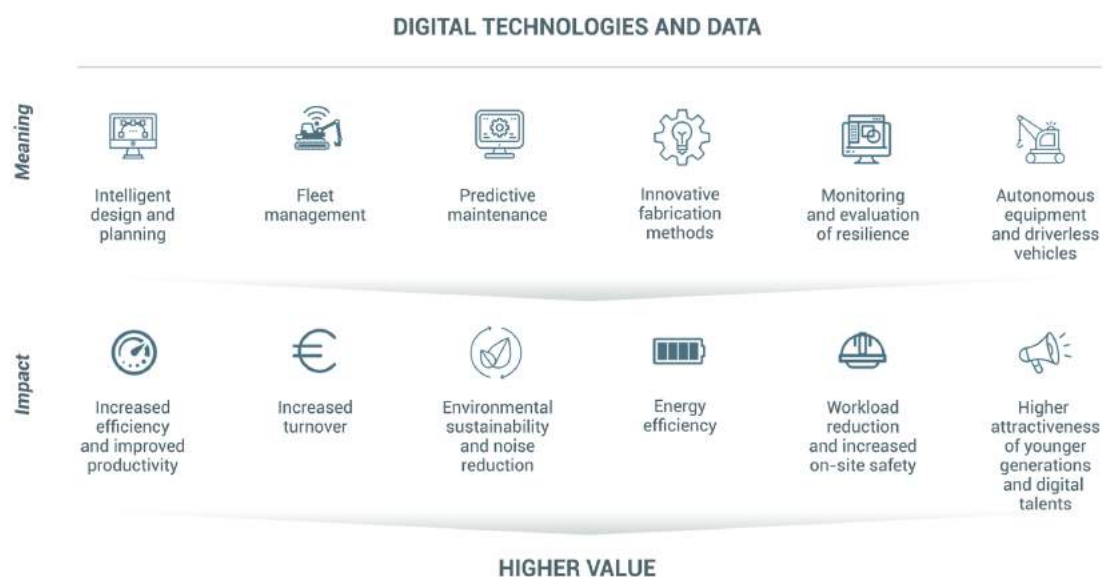 DIGITAL TECHNOLOGIES AND DATA
Meaning
Intelligent
design and
planning
Fleet
management
Predictive
maintenance
Innovative
fabrication
methods
Monitoring
and evaluation
of resilience
Autonomous
equipment
and driverless
vehicles
Impact
Increased
efficiency
and improved
productivity
Increased
turnover
Environmental
sustainability
and noise
reduction
Energy
efficiency
Workload
reduction
and increased
on-site safety
Higher
attractiveness
of younger
generations
and digital
talents
HIGHER VALUE